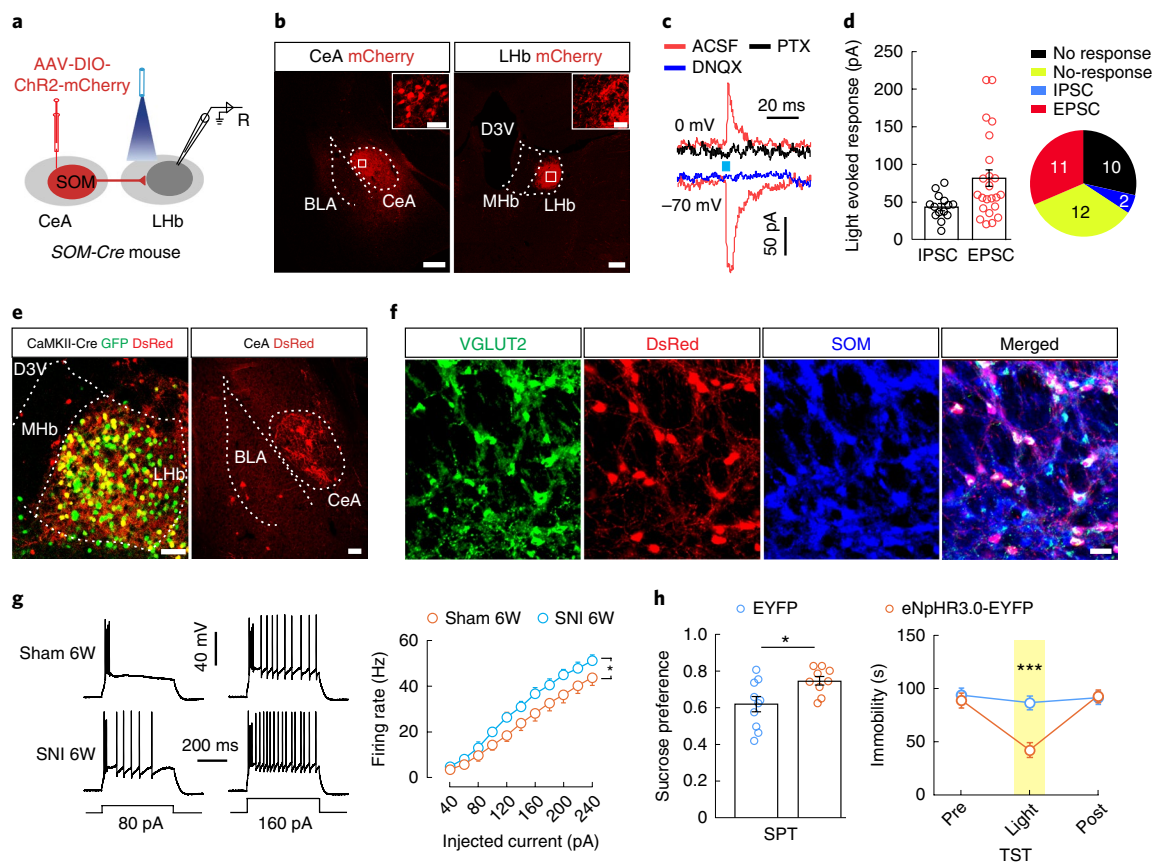 a
AAV-DIO-
ChR2-mCherry
R
SOM
CeA
LHb
SOM-Cre mouse
b
CeA mCherry
LHb mCherry
BLA
CeA
D3V
MHb
LHb
c
ACSF
PTX
DNQX
20 ms
0 mV
–70 mV
50 pA
d
Light evoked response (pA)
250
200
150
100
50
0
IPSC
EPSC
No response
No-response
IPSC
EPSC
11
10
2
12
e
CaMKII-Cre GFP DsRed
CeA DsRed
D3V
MHb
LHb
BLA
CeA
f
VGLUT2
DsRed
SOM
Merged
g
Sham 6W
SNI 6W
40 mV
200 ms
80 pA
160 pA
Sham 6W
SNI 6W
Firing rate (Hz)
60
40
20
0
*
40
80
120
160
200
240
Injected current (pA)
h
EYFP
eNpHR3.0-EYFP
Sucrose preference
1.0
0.8
0.6
0.4
0.2
0
*
SPT
Immobility (s)
150
100
50
0
***
Pre
Light
Post
TST